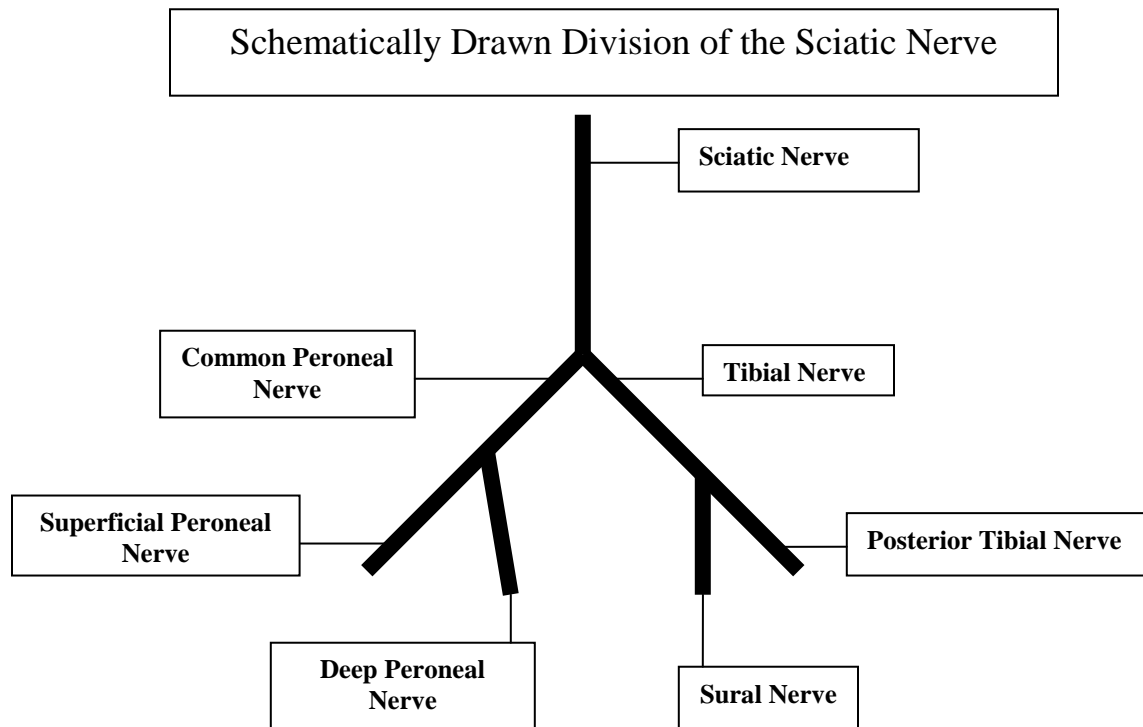 Schematically Drawn Division of the Sciatic Nerve
Sciatic Nerve
Common Peroneal
Nerve
Tibial Nerve
Superficial Peroneal
Nerve
Posterior Tibial Nerve
Deep Peroneal
Nerve
Sural Nerve